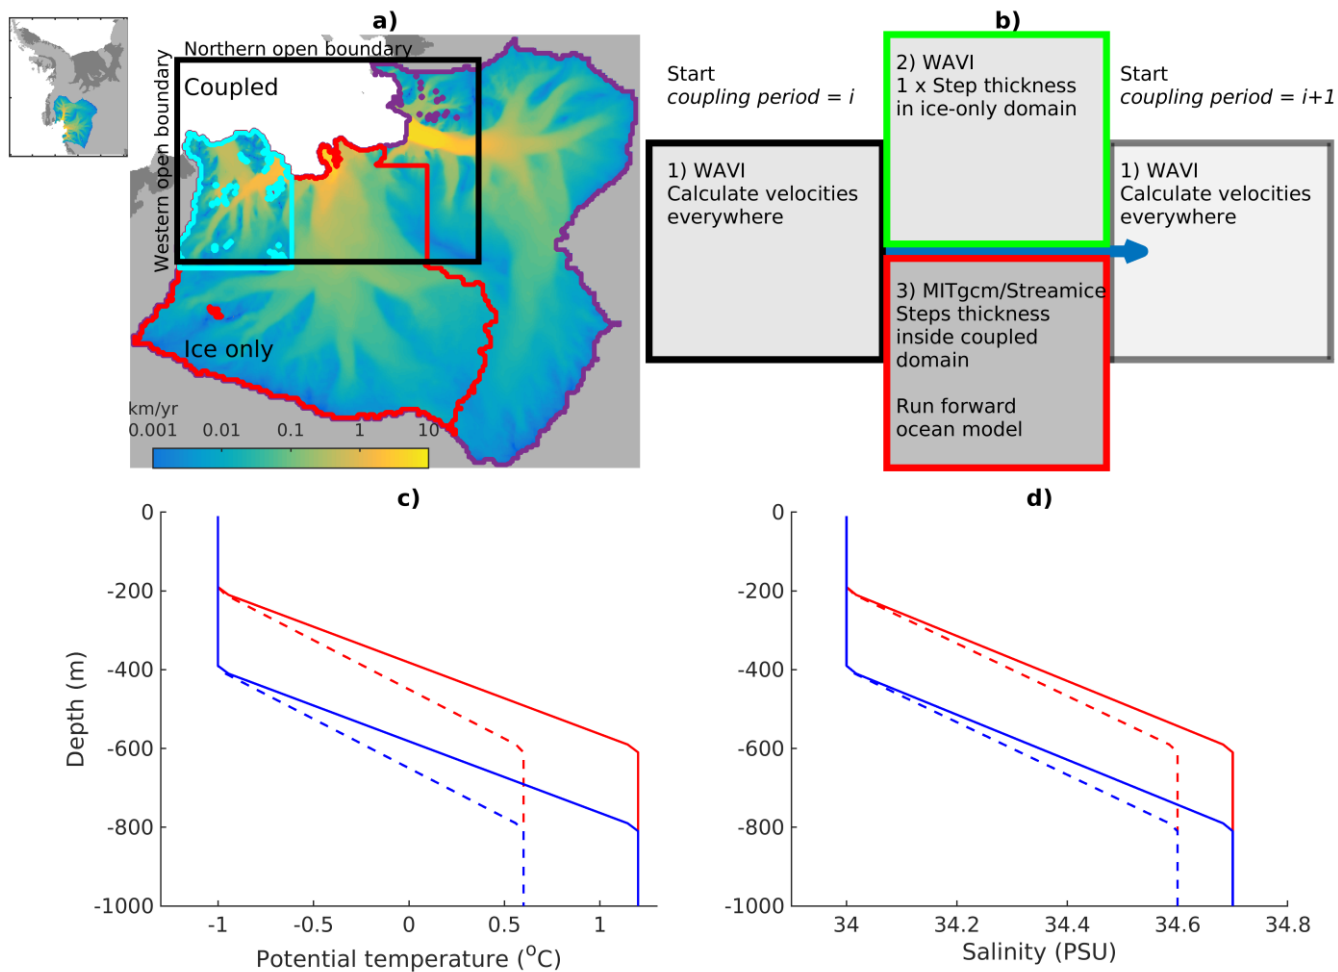 a)
Northern open boundary
Western open boundary
Coupled
Ice only
km/yr
0.001 0.01 0.1 1 10
b)
Start
coupling period = i
1) WAVI
Calculate velocities
everywhere
2) WAVI
1 x Step thickness
in ice-only domain
3) MITgcm/Streamice
Steps thickness
inside coupled
domain
Run forward
ocean model
Start
coupling period = i+1
1) WAVI
Calculate velocities
everywhere
c)
0
-200
-400
-600
-800
-1000
Depth (m)
-1 -0.5 0 0.5 1
Potential temperature (°C)
d)
0
-200
-400
-600
-800
-1000
34 34.2 34.4 34.6 34.8
Salinity (PSU)